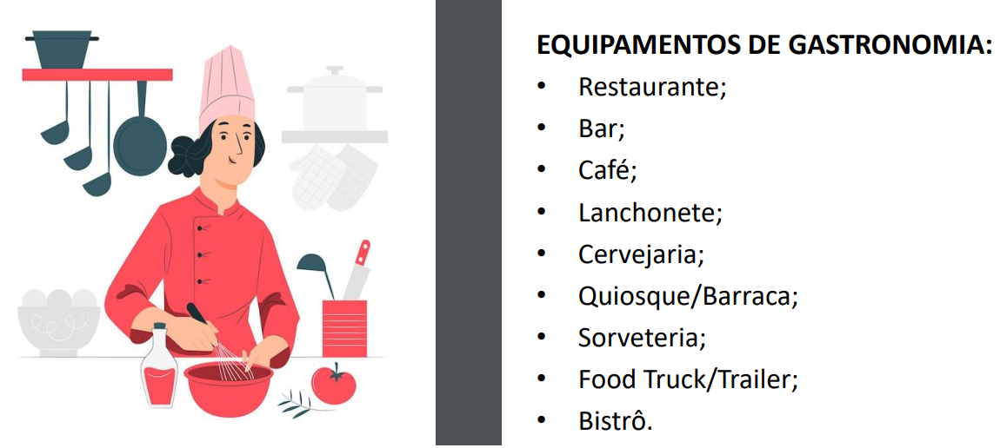 EQUIPAMENTOS DE GASTRONOMIA:
• Restaurante;
• Bar;
• Café;
• Lanchonete;
• Cervejaria;
• Quiosque/Barraca;
• Sorveteria;
• Food Truck/Trailer;
• Bistrô.